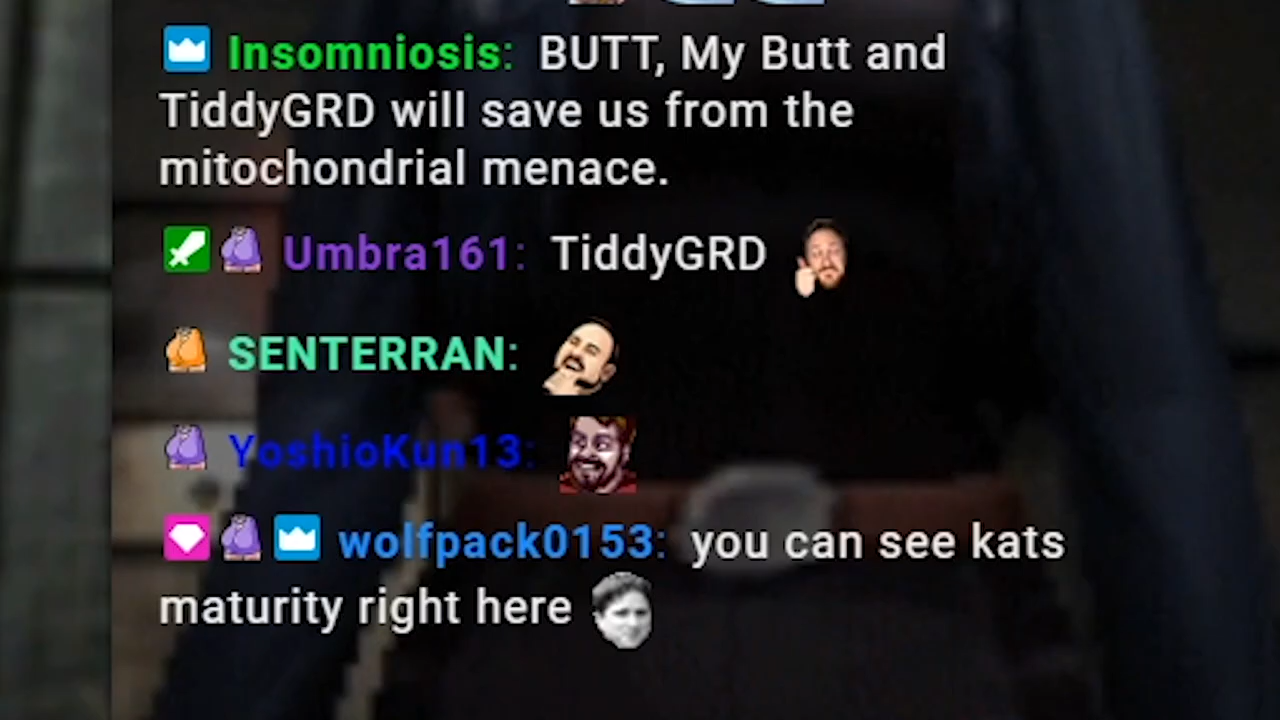 Insomniosis: BUTT, My Butt and
TiddyGRD will save us from the
mitochondrial menace.
Umbra161: TiddyGRD
SENTERRAN:
YoshioKun13:
wolfpack0153: you can see kats
maturity right here